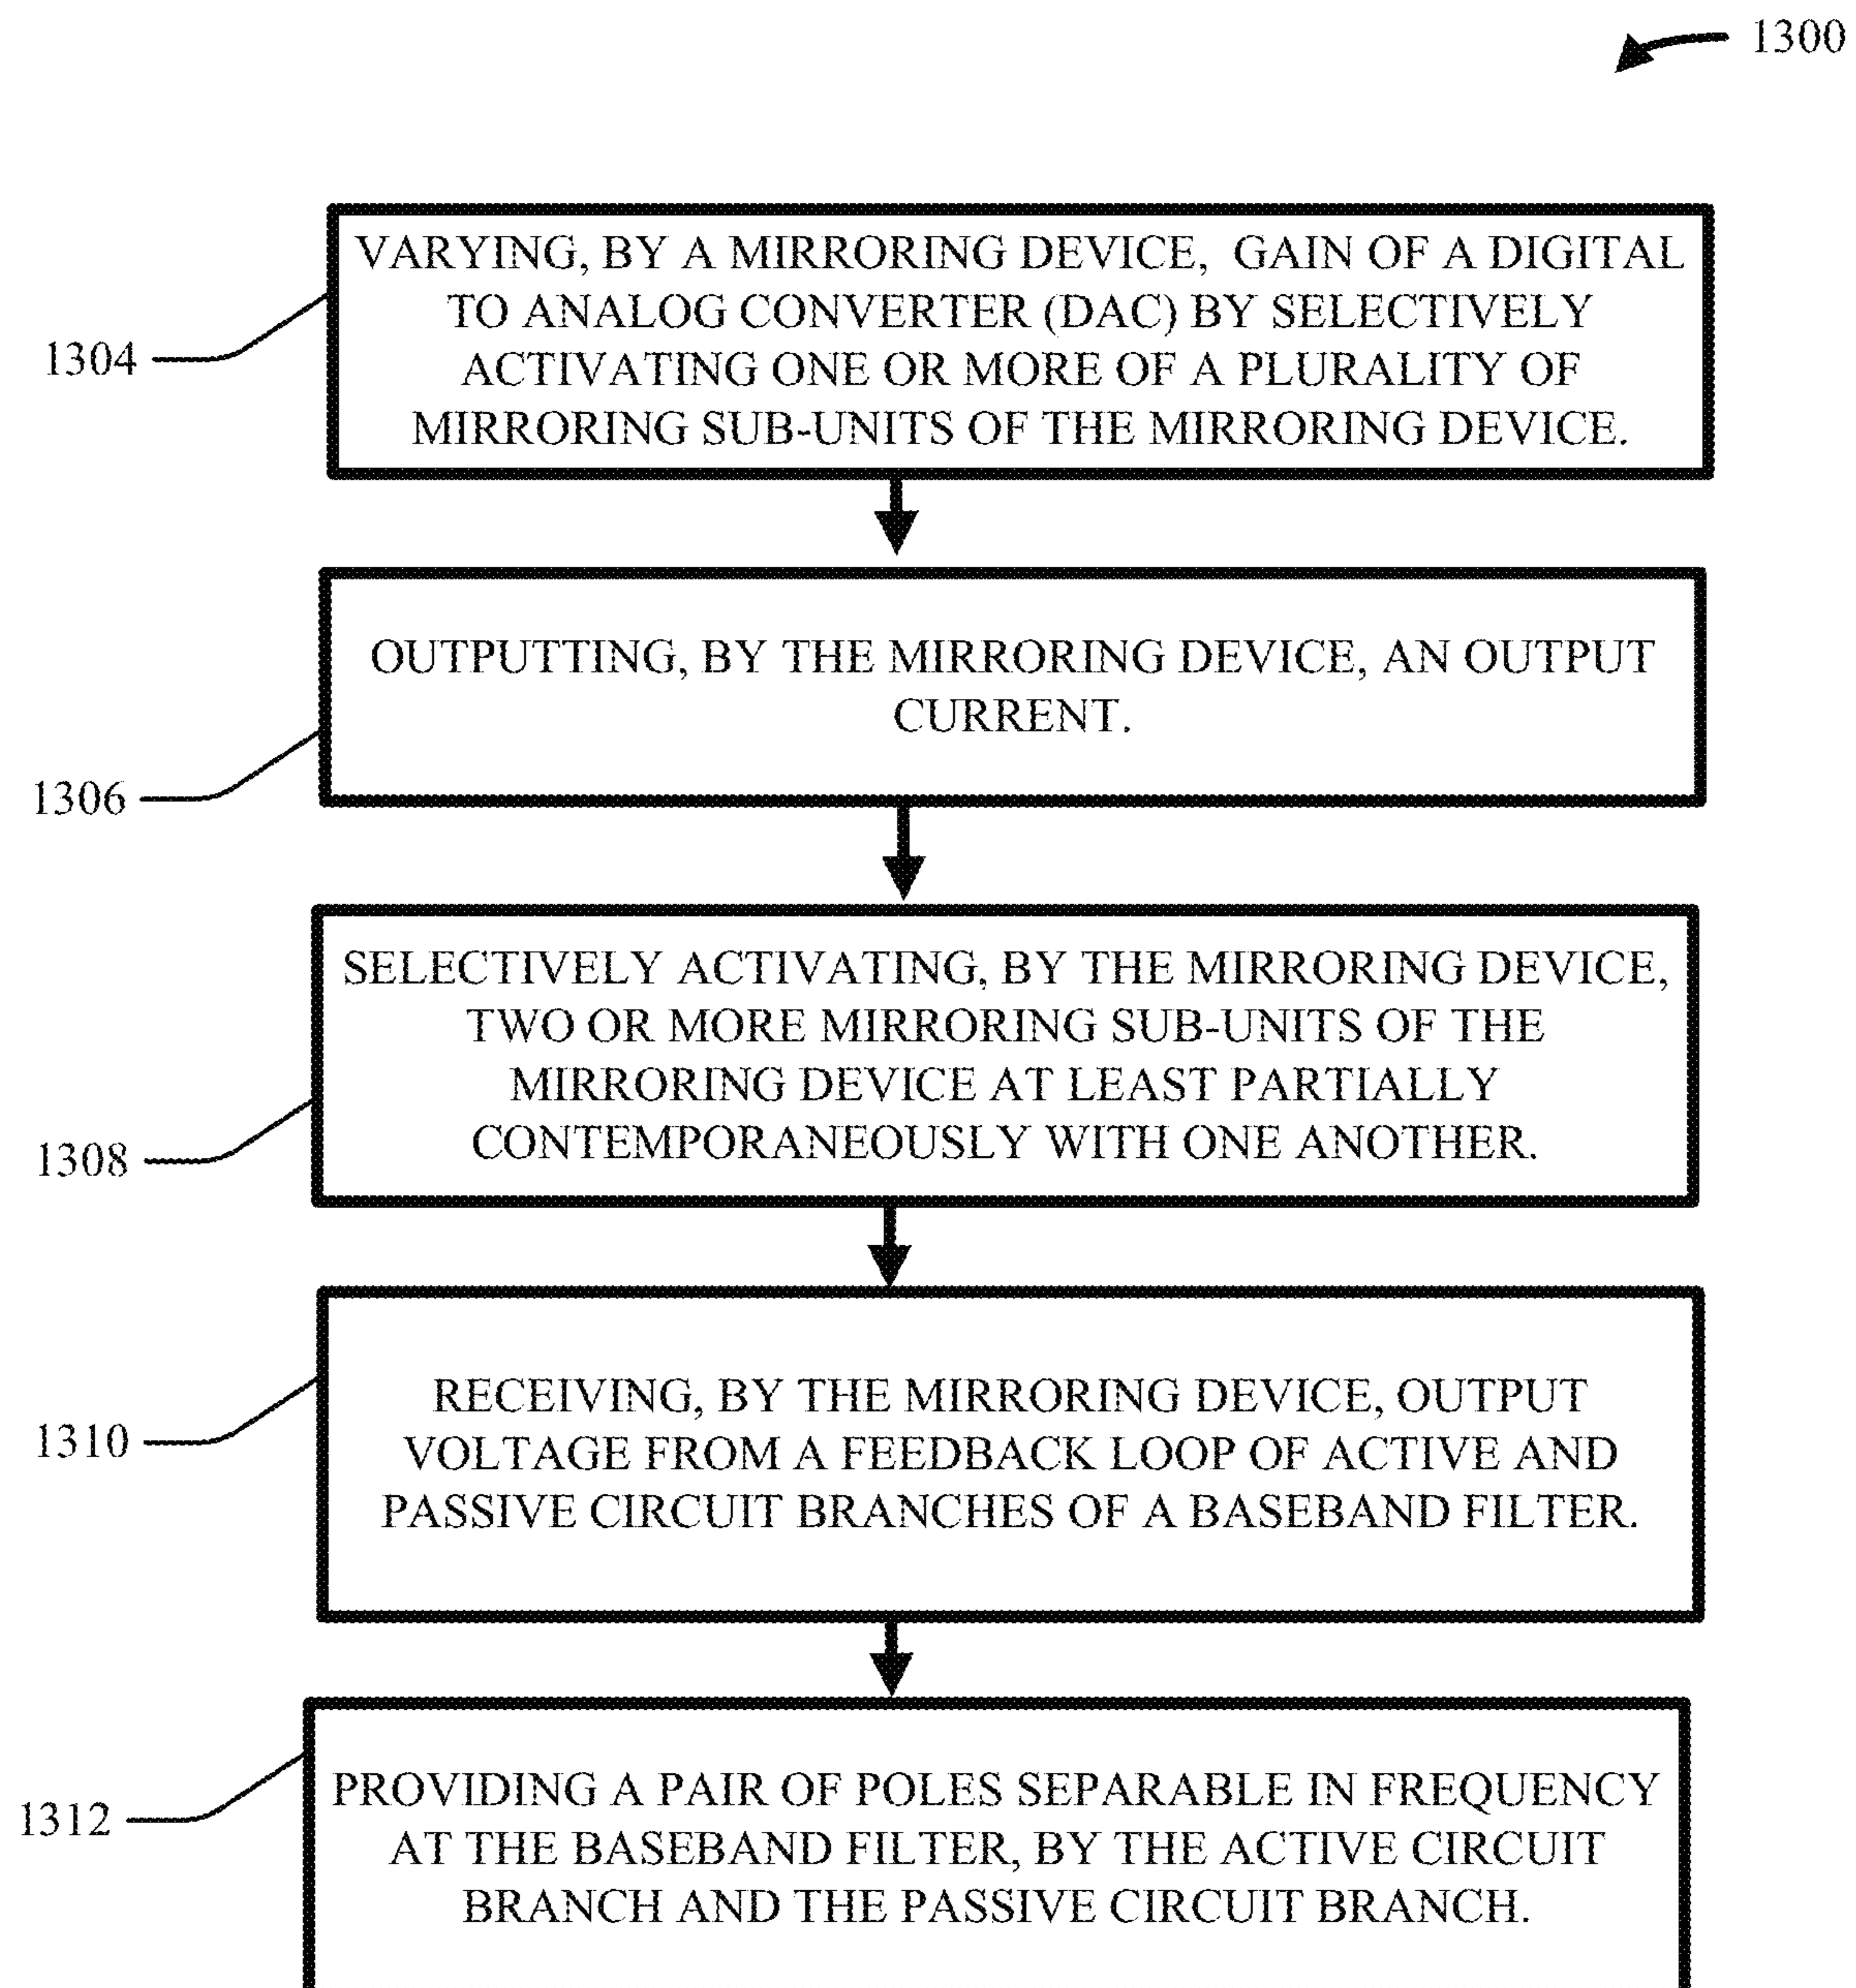 1300
VARYING, BY A MIRRORING DEVICE, GAIN OF A DIGITAL
TO ANALOG CONVERTER (DAC) BY SELECTIVELY
ACTIVATING ONE OR MORE OF A PLURALITY OF
MIRRORING SUB-UNITS OF THE MIRRORING DEVICE.
1304
OUTPUTTING, BY THE MIRRORING DEVICE, AN OUTPUT
CURRENT.
1306
SELECTIVELY ACTIVATING, BY THE MIRRORING DEVICE,
TWO OR MORE MIRRORING SUB-UNITS OF THE
MIRRORING DEVICE AT LEAST PARTIALLY
CONTEMPORANEOUSLY WITH ONE ANOTHER.
1308
RECEIVING, BY THE MIRRORING DEVICE, OUTPUT
VOLTAGE FROM A FEEDBACK LOOP OF ACTIVE AND
PASSIVE CIRCUIT BRANCHES OF A BASEBAND FILTER.
1310
PROVIDING A PAIR OF POLES SEPARABLE IN FREQUENCY
AT THE BASEBAND FILTER, BY THE ACTIVE CIRCUIT
BRANCH AND THE PASSIVE CIRCUIT BRANCH.
1312